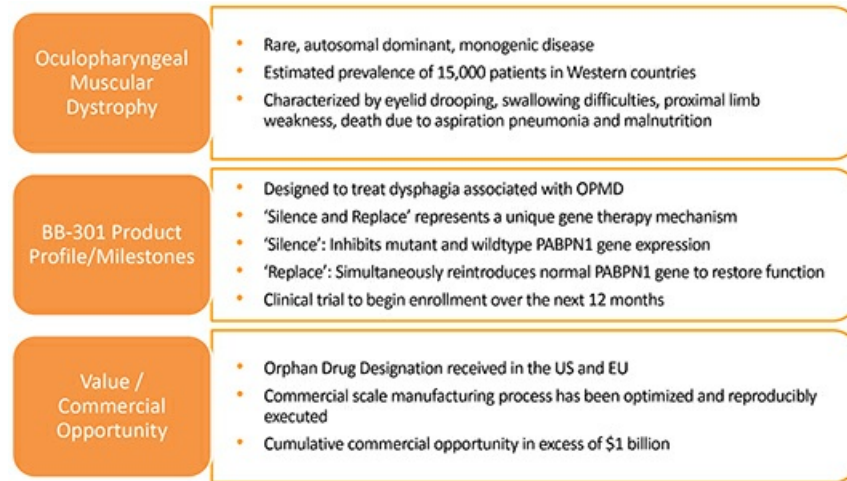 Oculopharyngeal
Muscular
Dystrophy
• Rare, autosomal dominant, monogenic disease
• Estimated prevalence of 15,000 patients in Western countries
• Characterized by eyelid drooping, swallowing difficulties, proximal limb
weakness, death due to aspiration pneumonia and malnutrition
BB-301 Product
Profile/Milestones
• Designed to treat dysphagia associated with OPMD
• ‘Silence and Replace’ represents a unique gene therapy mechanism
• ‘Silence’: Inhibits mutant and wildtype PABPN1 gene expression
• ‘Replace’: Simultaneously reintroduces normal PABPN1 gene to restore function
• Clinical trial to begin enrollment over the next 12 months
Value /
Commercial
Opportunity
• Orphan Drug Designation received in the US and EU
• Commercial scale manufacturing process has been optimized and reproducibly
executed
• Cumulative commercial opportunity in excess of $1 billion